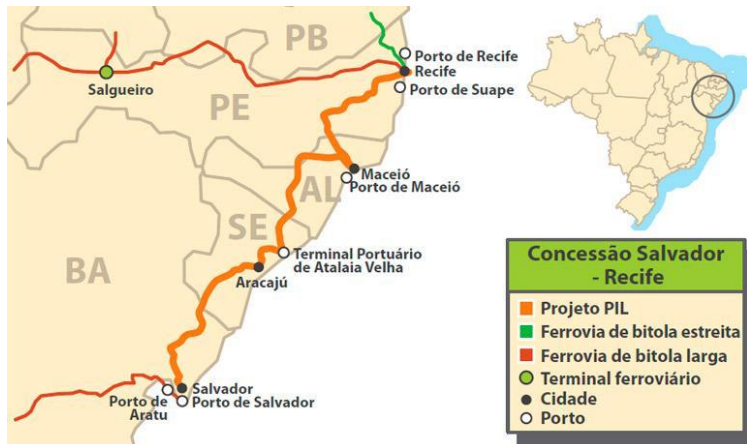 PB
Porto de Recife
Recife
Porto de Suape
Salgueiro
PE
Maceió
Porto de Maceió
AL
SE
Terminal Portuário
de Atalaia Velha
BA
Aracajú
Salvador
Porto de Salvador
Porto de
Aratu
Concessão Salvador
- Recife
Projeto PIL
Ferrovia de bitola estreita
Ferrovia de bitola larga
Terminal ferroviário
Cidade
Porto